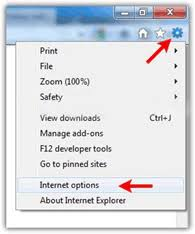 Print
File
Zoom (100%)
Safety
View downloads Ctrl+J
Manage add-ons
F12 developer tools
Go to pinned sites
Internet options
About Internet Explorer